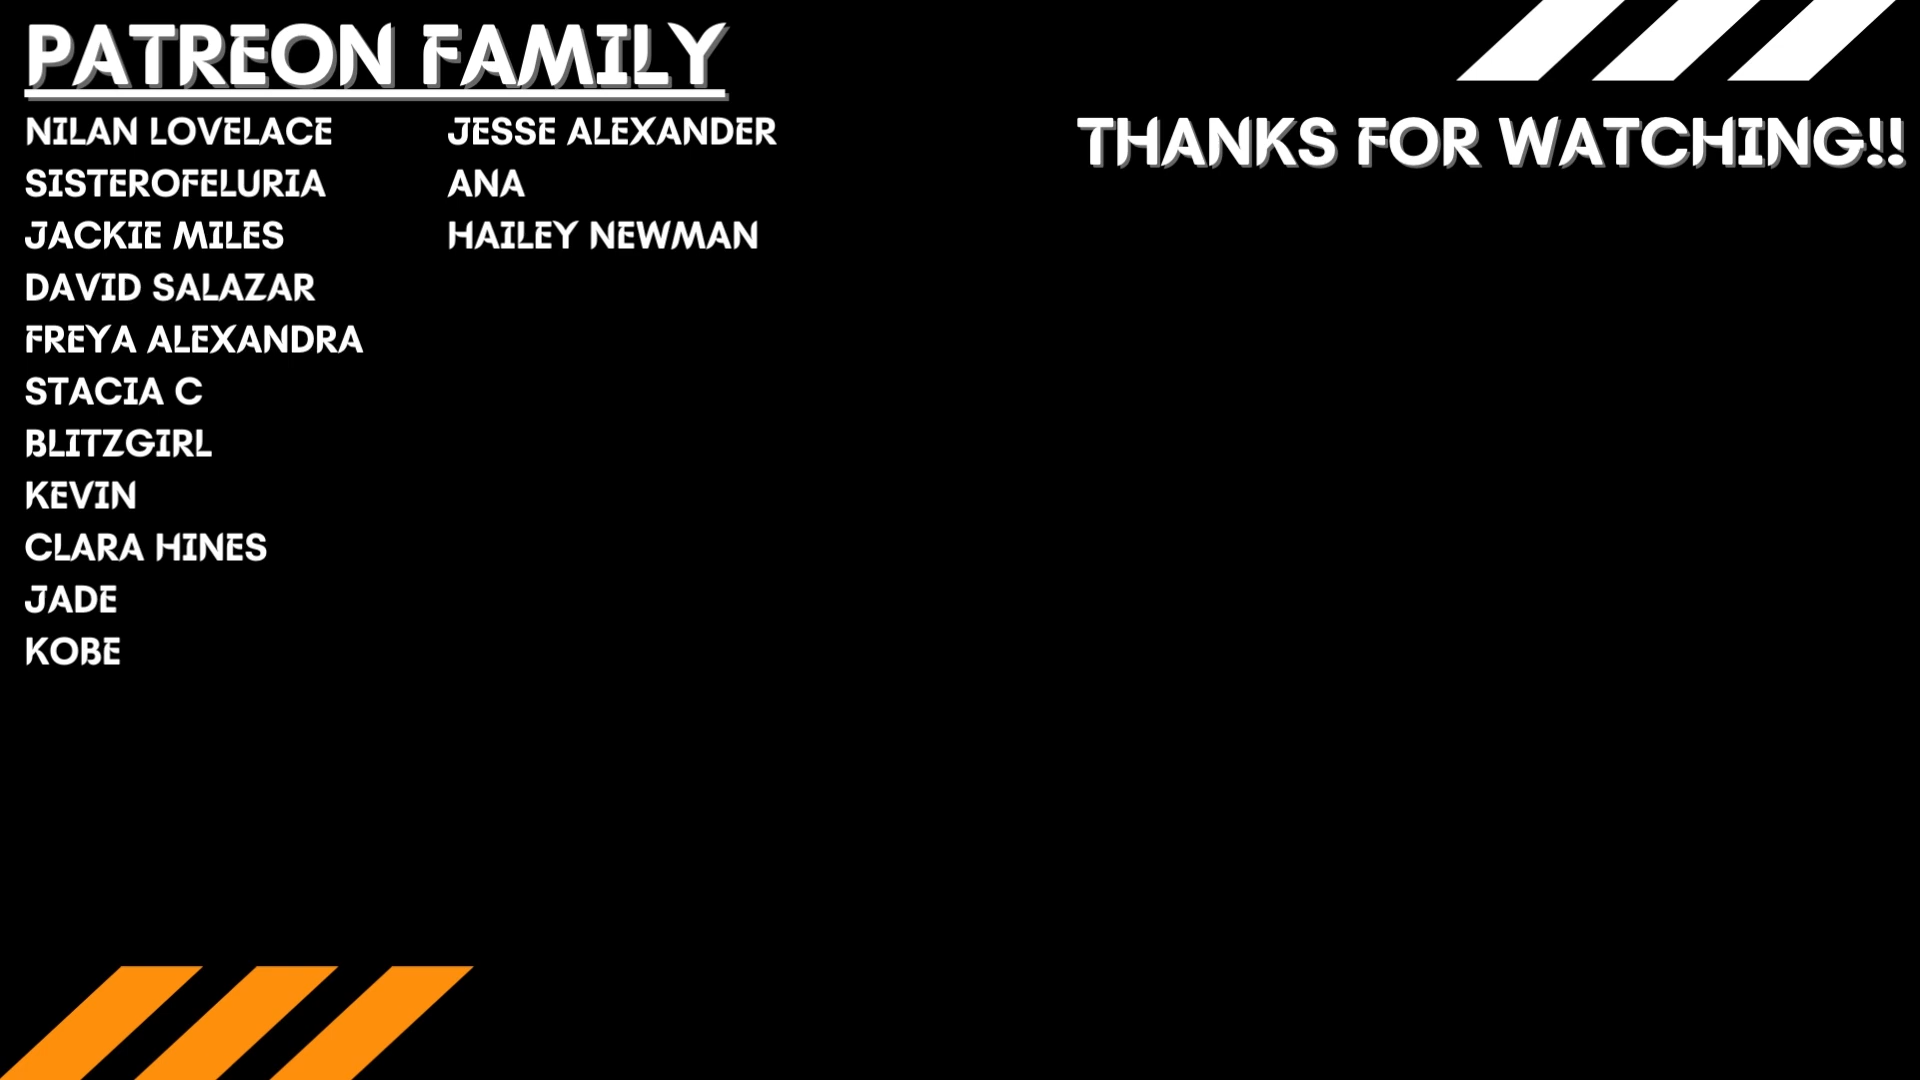 PATREON FAMILY
NILAN LOVELACE
SISTEROFELURIA
JACKIE MILES
DAVID SALAZAR
FREYA ALEXANDRA
STACIA C
BLITZGIRL
KEVIN
CLARA HINES
JADE
KOBE
JESSE ALEXANDER
ANA
HAILEY NEWMAN
THANKS FOR WATCHING!!